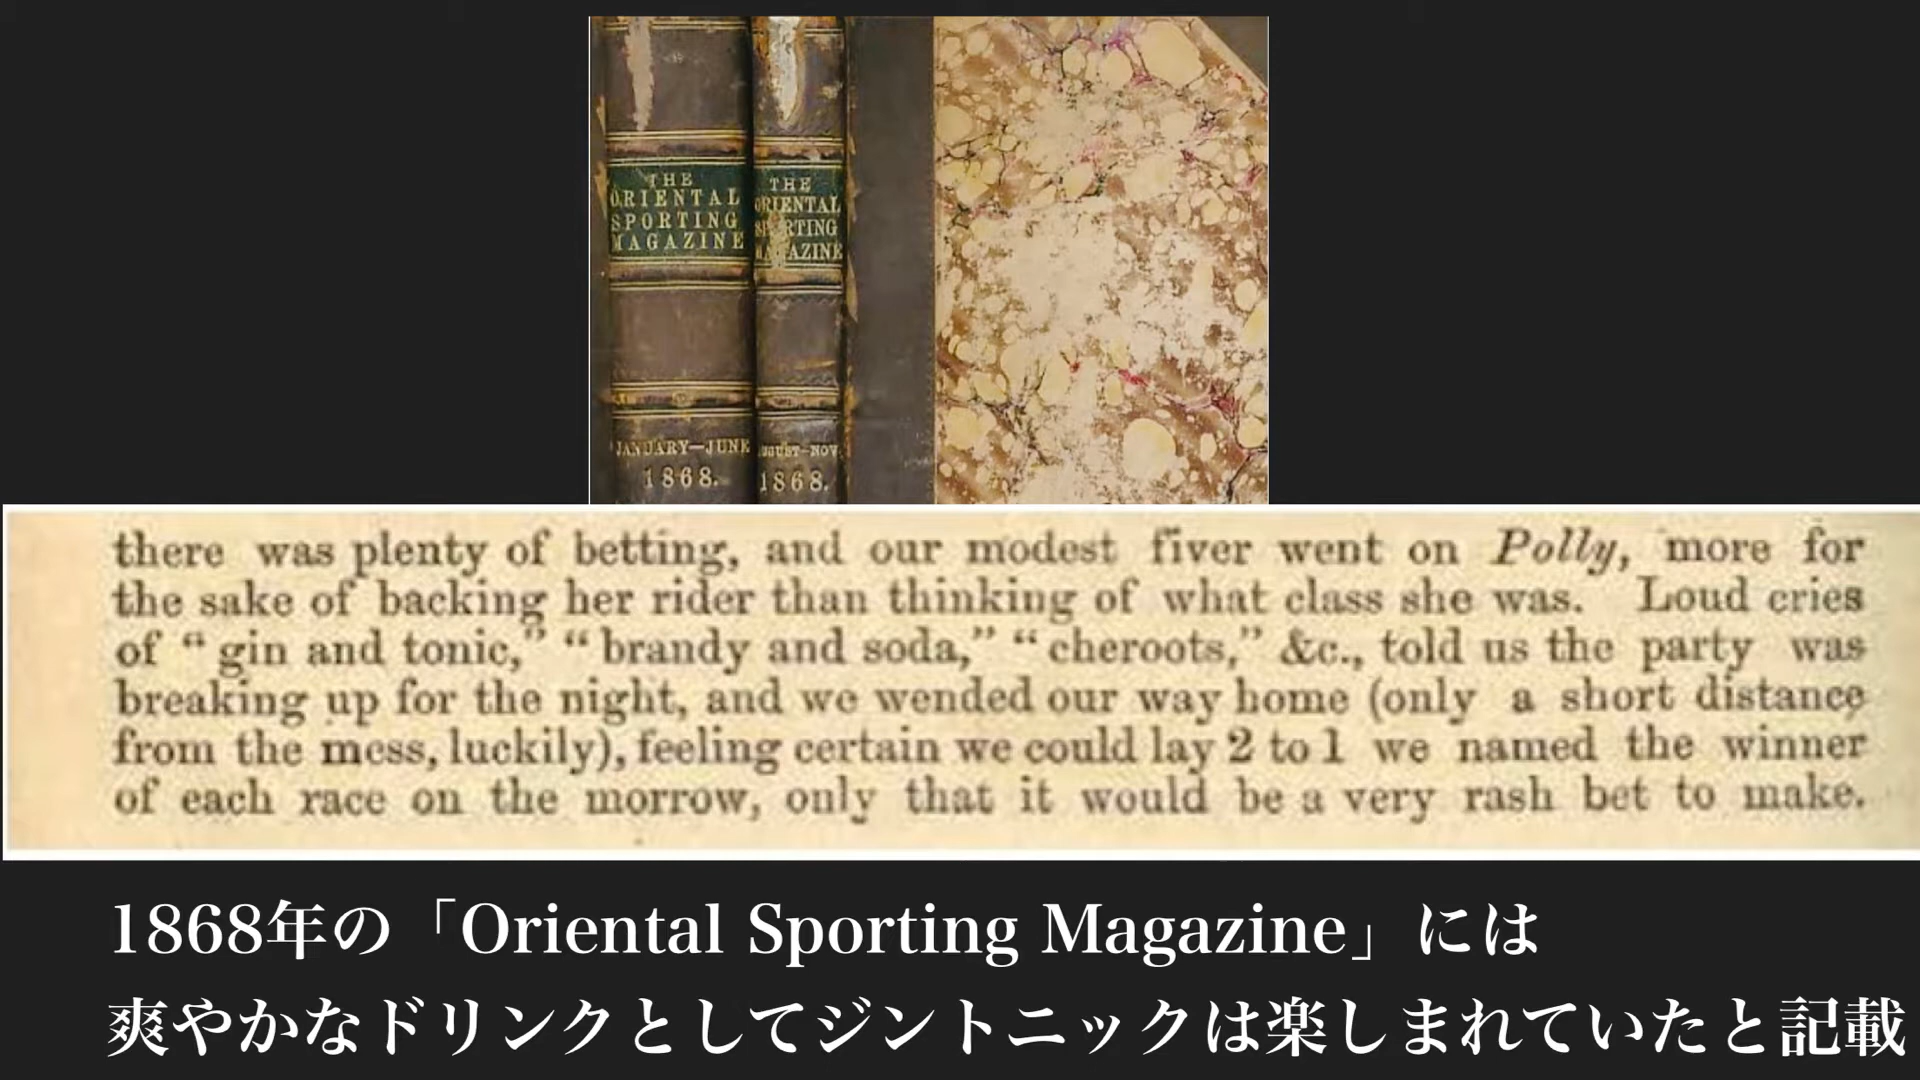 THE
ORIENTAL
SPORTING
MAGAZINE
JANUARY—JUNE
1868.
THE
ORIENTAL
SPORTING
MAGAZINE
AUGUST—NOV.
1868.
there was plenty of betting, and our modest fiver went on Polly, more for
the sake of backing her rider than thinking of what class she was. Loud cries
of “gin and tonic,” “brandy and soda,” “cheroots,” &c., told us the party was
breaking up for the night, and we wended our way home (only a short distance
from the mess, luckily), feeling certain we could lay 2 to 1 we named the winner
of each race on the morrow, only that it would be a very rash bet to make.
1868年の「Oriental Sporting Magazine」には
爽やかなドリンクとしてジントニックは楽しまれていたと記載